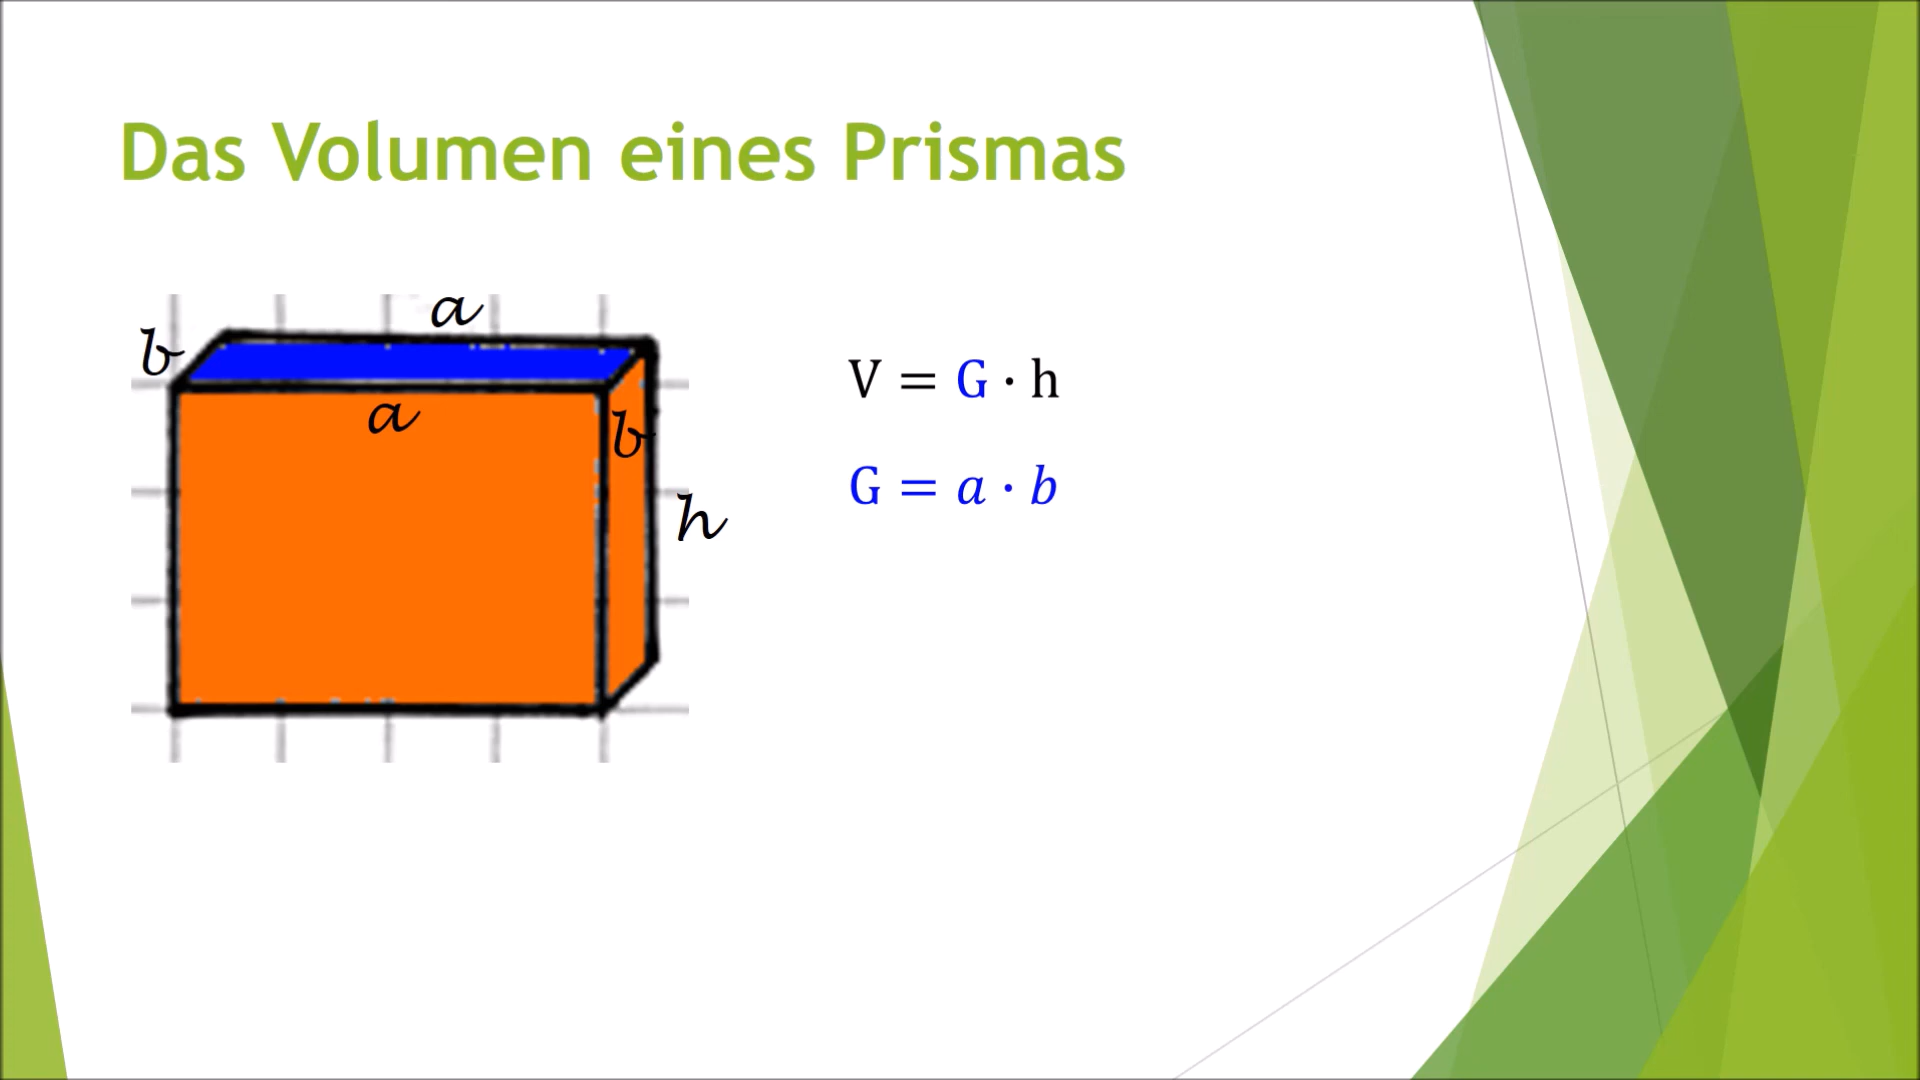 Das Volumen eines Prismas
a
b
a
b
h
V = G · h
G = a · b